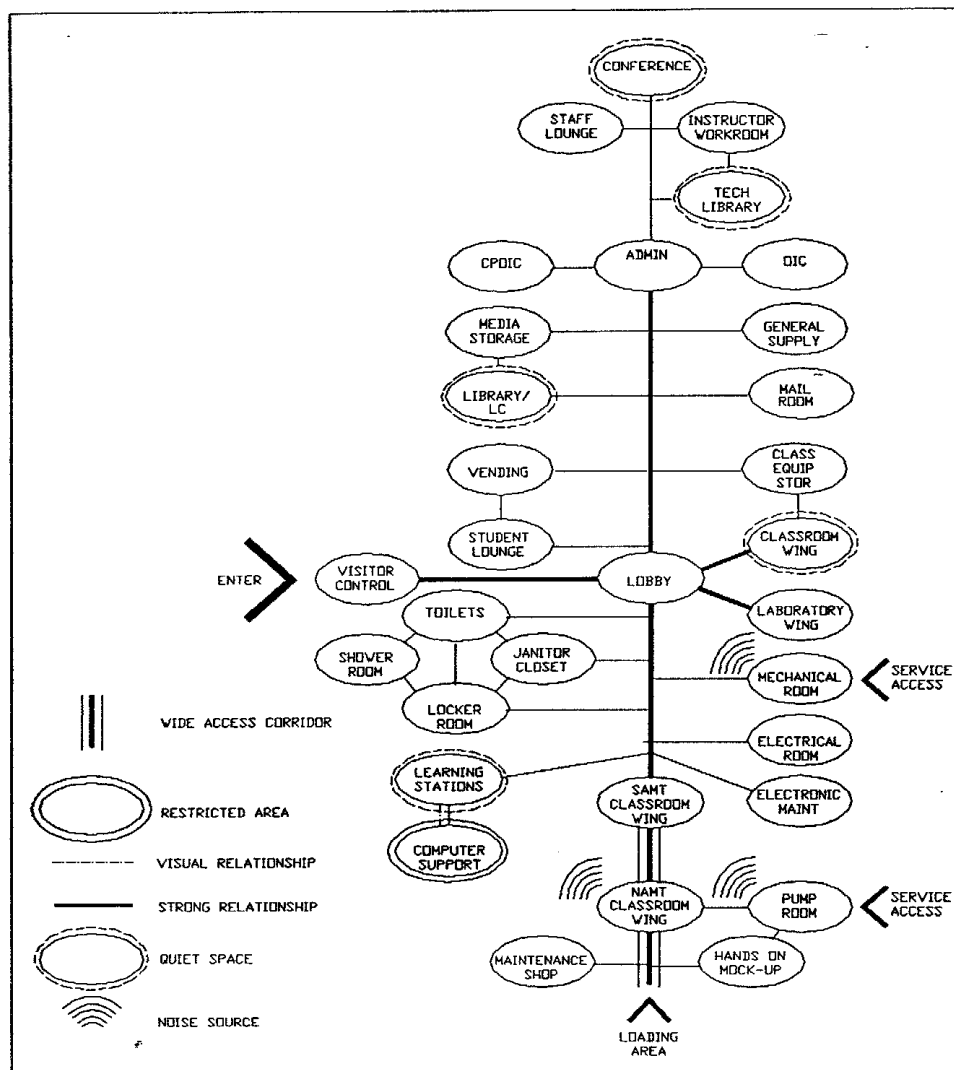 CONFERENCE
STAFF
LOUNGE
INSTRUCTOR
WORKROOM
TECH
LIBRARY
CPOIC
ADMIN
OIC
MEDIA
STORAGE
GENERAL
SUPPLY
LIBRARY/
LC
MAIL
ROOM
VENDING
CLASS
EQUIP
STOR
STUDENT
LOUNGE
CLASSROOM
WING
ENTER
VISITOR
CONTROL
LOBBY
TOILETS
LABORATORY
WING
SHOWER
ROOM
JANITOR
CLOSET
MECHANICAL
ROOM
SERVICE
ACCESS
LOCKER
ROOM
WIDE ACCESS CORRIDOR
ELECTRICAL
ROOM
LEARNING
STATIONS
SAMT
CLASSROOM
WING
ELECTRONIC
MAINT
RESTRICTED AREA
COMPUTER
SUPPORT
VISUAL RELATIONSHIP
STRONG RELATIONSHIP
NAMT
CLASSROOM
WING
PUMP
ROOM
SERVICE
ACCESS
QUIET SPACE
MAINTENANCE
SHOP
HANDS ON
MOCK-UP
NOISE SOURCE
LOADING
AREA